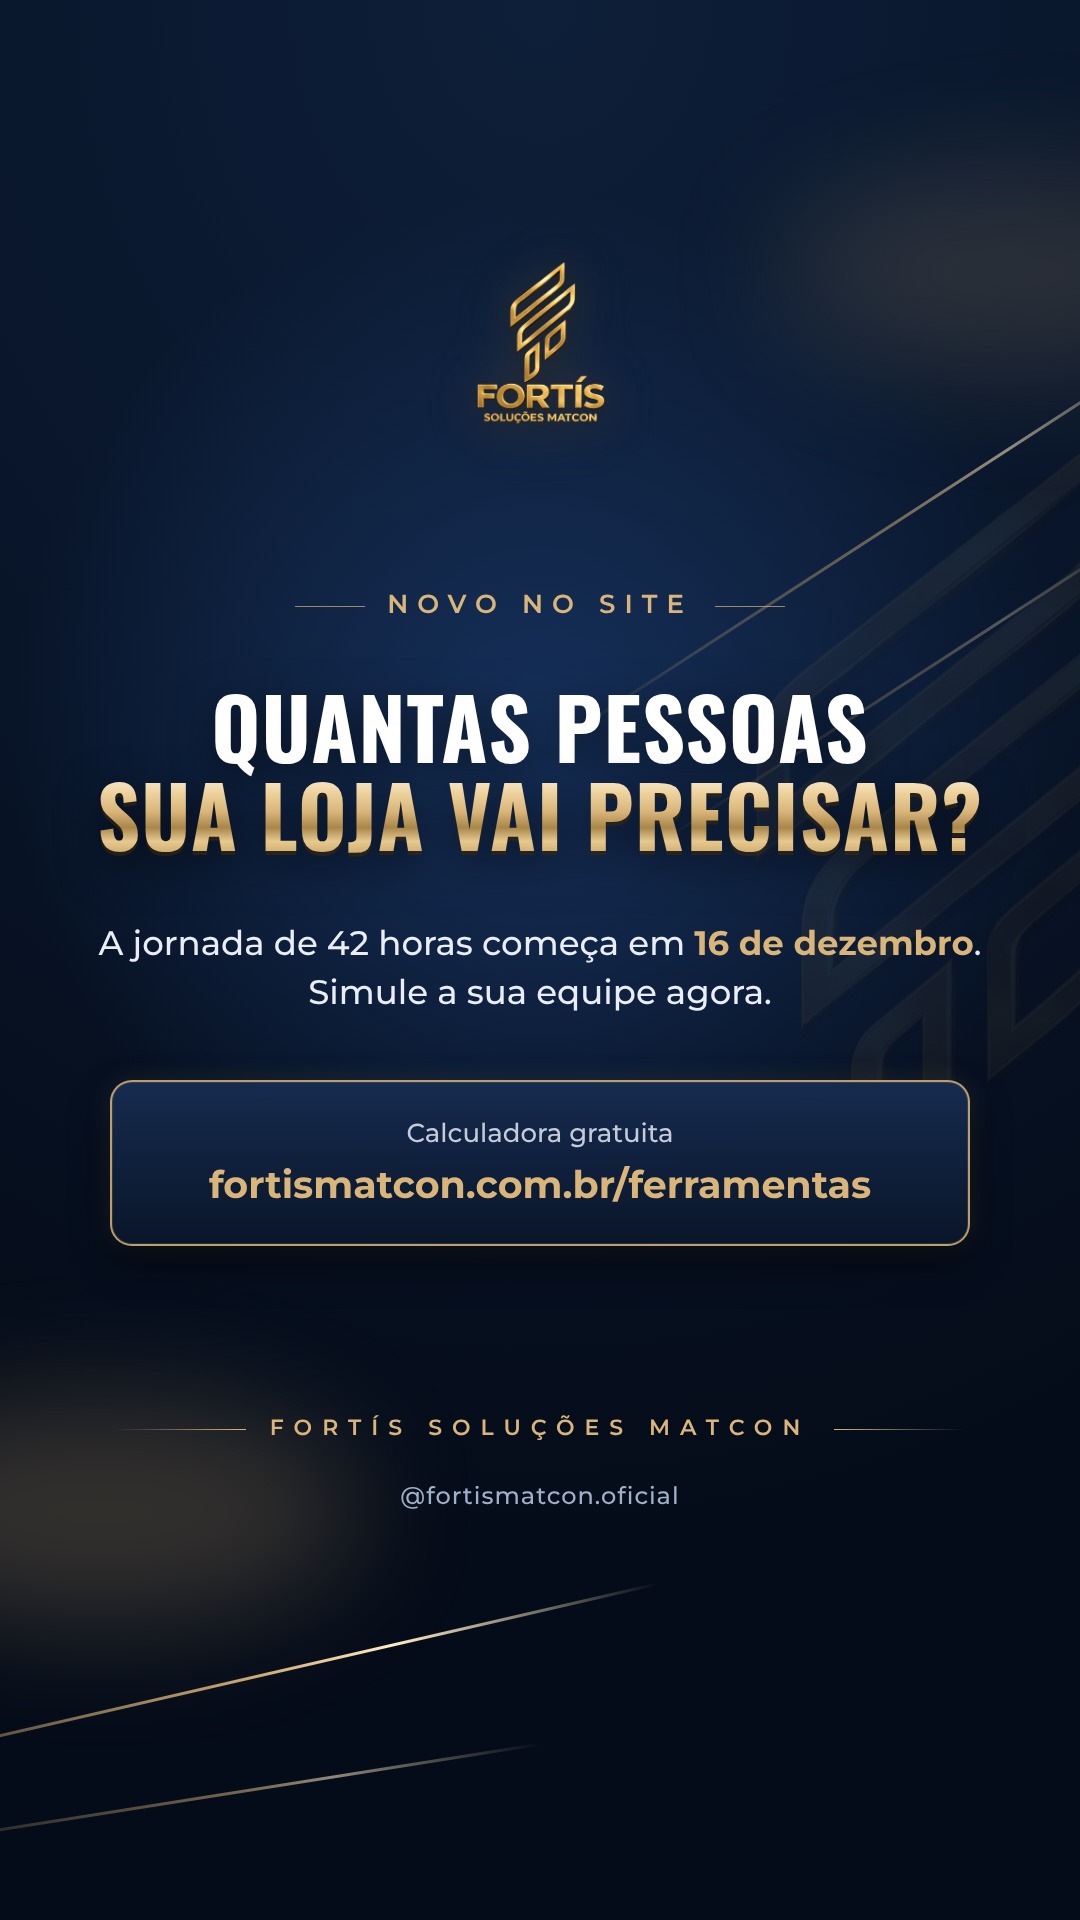 FORTÍS
SOLUÇÕES MATCON
NOVO NO SITE
QUANTAS PESSOAS
SUA LOJA VAI PRECISAR?
A jornada de 42 horas começa em 16 de dezembro.
Simule a sua equipe agora.
Calculadora gratuita
fortismatcon.com.br/ferramentas
FORTÍS SOLUÇÕES MATCON
@fortismatcon.oficial